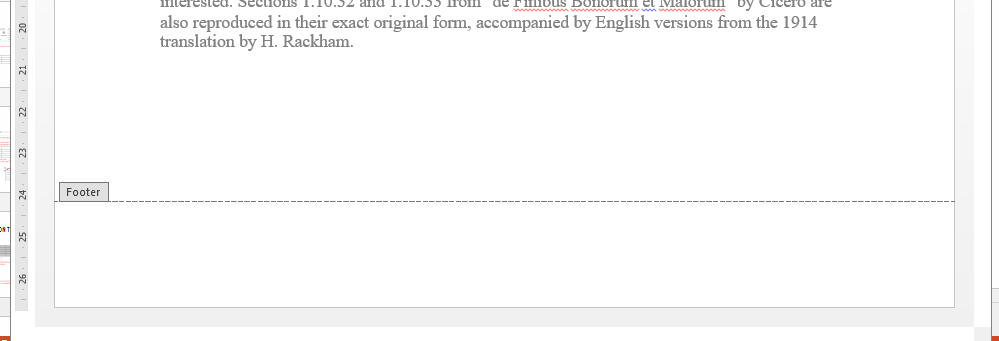 interested. Sections 1.10.32 and 1.10.33 from "de Finibus Bonorum et Malorum" by Cicero are
also reproduced in their exact original form, accompanied by English versions from the 1914
translation by H. Rackham.
Footer
20
21
22
23
24
25
26